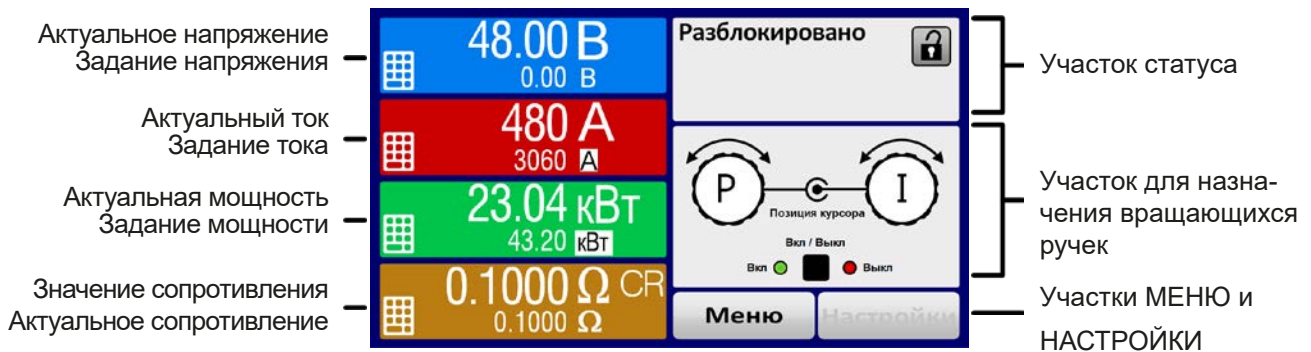 Актуальное напряжение
Задание напряжения
Актуальный ток
Задание тока
Актуальная мощность
Задание мощности
Значение сопротивления
Актуальное сопротивление
48.00 В
0.00 В
480 А
3060 А
23.04 кВт
43.20 кВт
0.1000 Ω CR
0.1000 Ω
Разблокировано
P
I
Позиция курсора
Вкл / Выкл
Вкл
Выкл
Меню
Настройки
Участок статуса
Участок для назна-
чения вращающихся
ручек
Участки МЕНЮ и
НАСТРОЙКИ